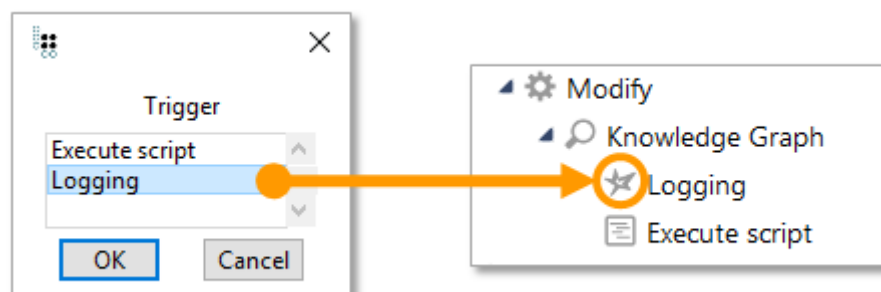 Trigger
Execute script
Logging
OK
Cancel
Modify
Knowledge Graph
Logging
Execute script